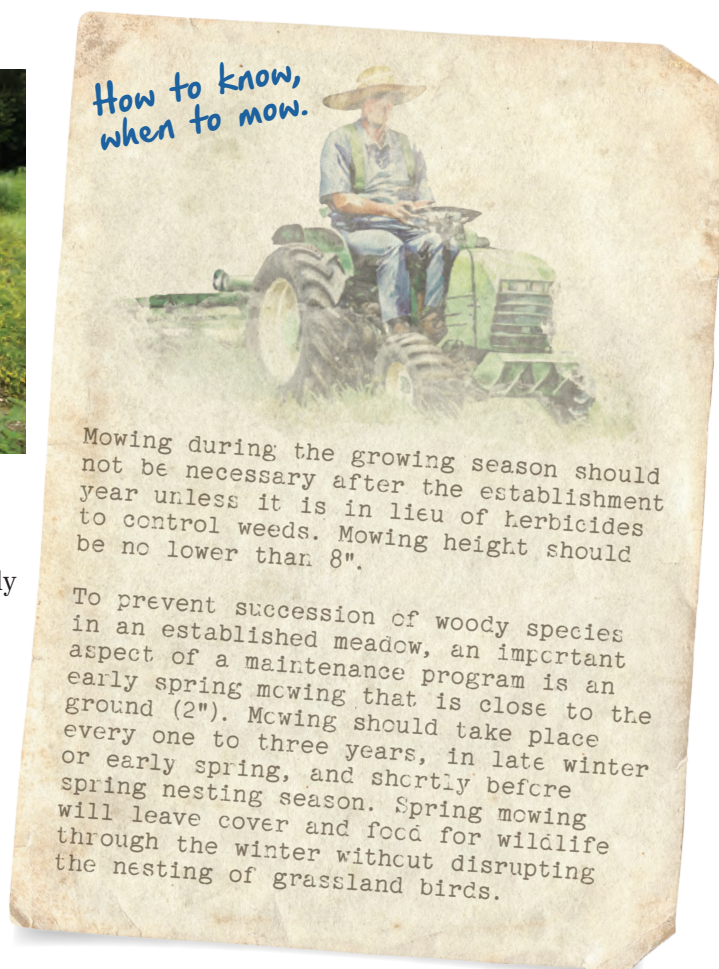 How to know,
when to mow.
Mowing during the growing season should
not be necessary after the establishment
year unless it is in lieu of herbicides
to control weeds. Mowing height should
be no lower than 8".
To prevent succession of woody species
in an established meadow, an important
aspect of a maintenance program is an
early spring mowing that is close to the
ground (2"). Mowing should take place
every one to three years, in late winter
or early spring, and shortly before
spring nesting season. Spring mowing
will leave cover and food for wildlife
through the winter without disrupting
the nesting of grassland birds.